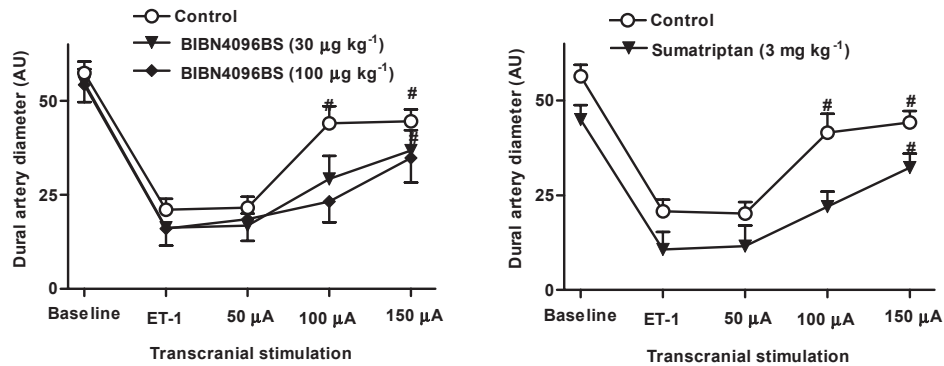 Control
BIBN4096BS (30 μg kg-1)
BIBN4096BS (100 μg kg-1)
Dural artery diameter (AU)
50
25
0
#
#
#
Baseline
ET-1
50 μA
100 μA
150 μA
Transcranial stimulation
Control
Sumatriptan (3 mg kg-1)
Dural artery diameter (AU)
50
25
0
#
#
#
Baseline
ET-1
50 μA
100 μA
150 μA
Transcranial stimulation